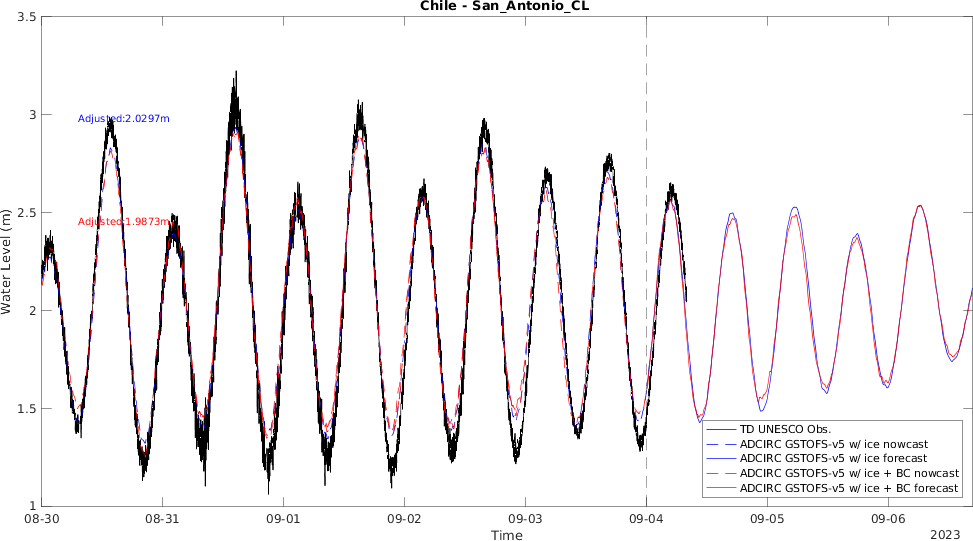 Chile - San_Antonio_CL
3.5
3
2.5
2
1.5
1
Water Level (m)
Adjusted:2.0297m
Adjusted:1.9873m
08-30
08-31
09-01
09-02
09-03
09-04
09-05
09-06
Time
2023
TD UNESCO Obs.
ADCIRC GSTOFS-v5 w/ ice nowcast
ADCIRC GSTOFS-v5 w/ ice forecast
ADCIRC GSTOFS-v5 w/ ice + BC nowcast
ADCIRC GSTOFS-v5 w/ ice + BC forecast